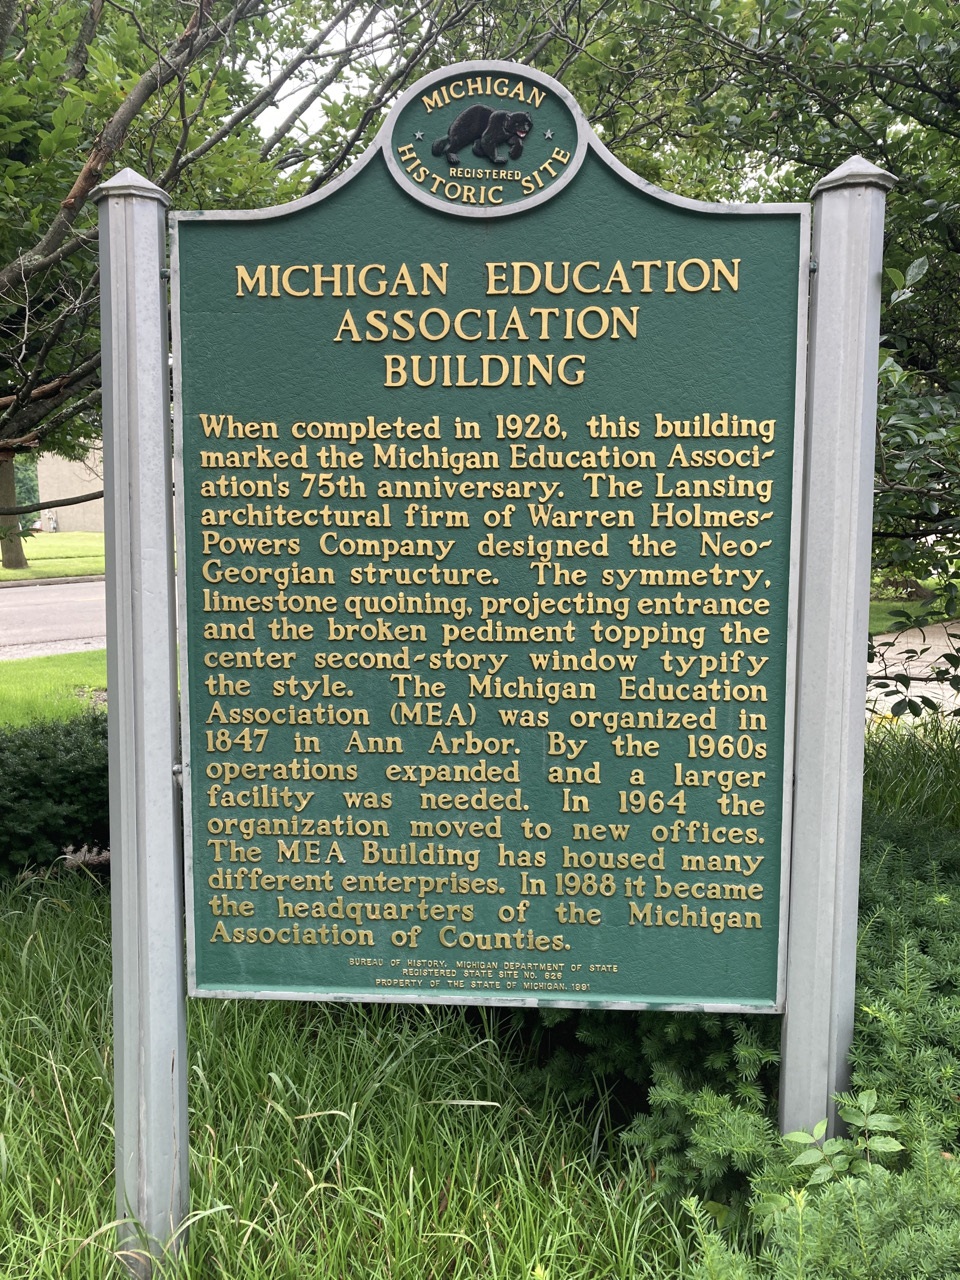 MICHIGAN
REGISTERED
HISTORIC SITE
MICHIGAN EDUCATION
ASSOCIATION
BUILDING
When completed in 1928, this building
marked the Michigan Education Associ-
ation's 75th anniversary. The Lansing
architectural firm of Warren Holmes-
Powers Company designed the Neo-
Georgian structure. The symmetry,
limestone quoining, projecting entrance
and the broken pediment topping the
center second-story window typify
the style. The Michigan Education
Association (MEA) was organized in
1847 in Ann Arbor. By the 1960s
operations expanded and a larger
facility was needed. In 1964 the
organization moved to new offices.
The MEA Building has housed many
different enterprises. In 1988 it became
the headquarters of the Michigan
Association of Counties.
BUREAU OF HISTORY, MICHIGAN DEPARTMENT OF STATE
REGISTERED STATE SITE NO. 626
PROPERTY OF THE STATE OF MICHIGAN, 1991